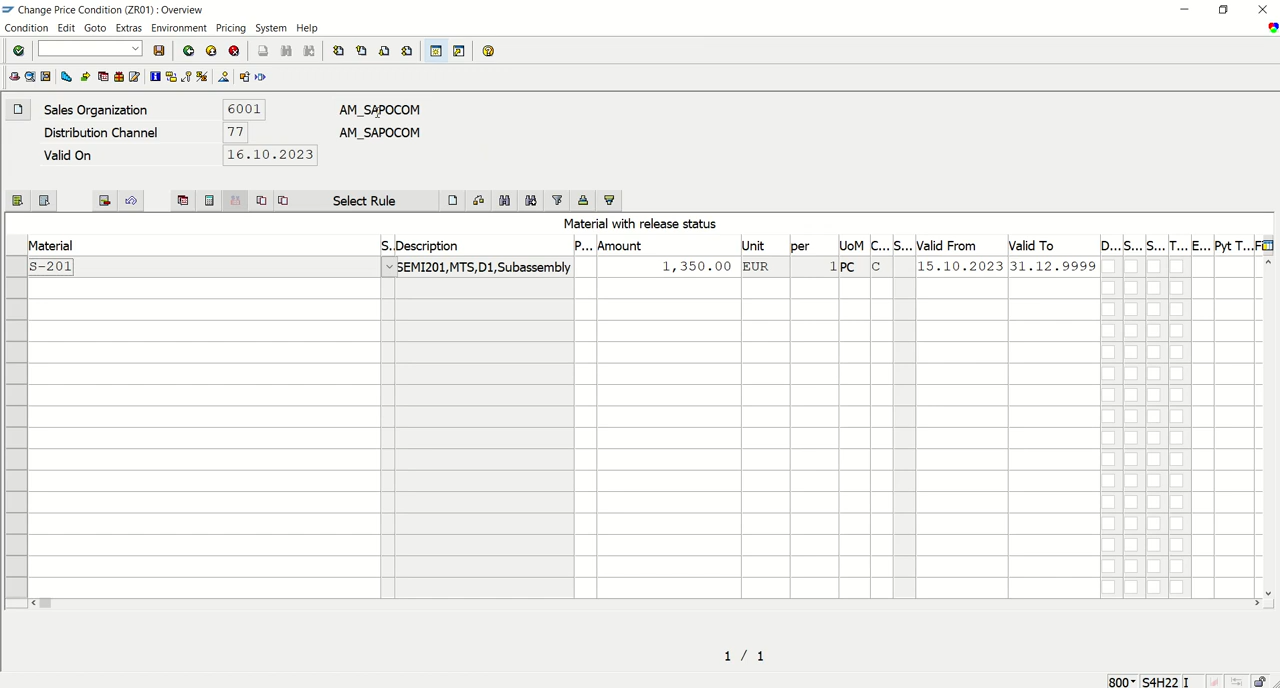 Change Price Condition (ZR01) : Overview
Condition Edit Goto Extras Environment Pricing System Help
Sales Organization 6001 AM_SAPOCOM
Distribution Channel 77 AM_SAPOCOM
Valid On 16.10.2023
Select Rule
Material with release status
Material S.. Description P... Amount Unit per UoM C... S... Valid From Valid To D... S... S... T... E... Pyt T... Fi
S-201 SEMI201,MTS,D1,Subassembly 1,350.00 EUR 1 PC C 15.10.2023 31.12.9999
1 / 1
800 S4H22 I